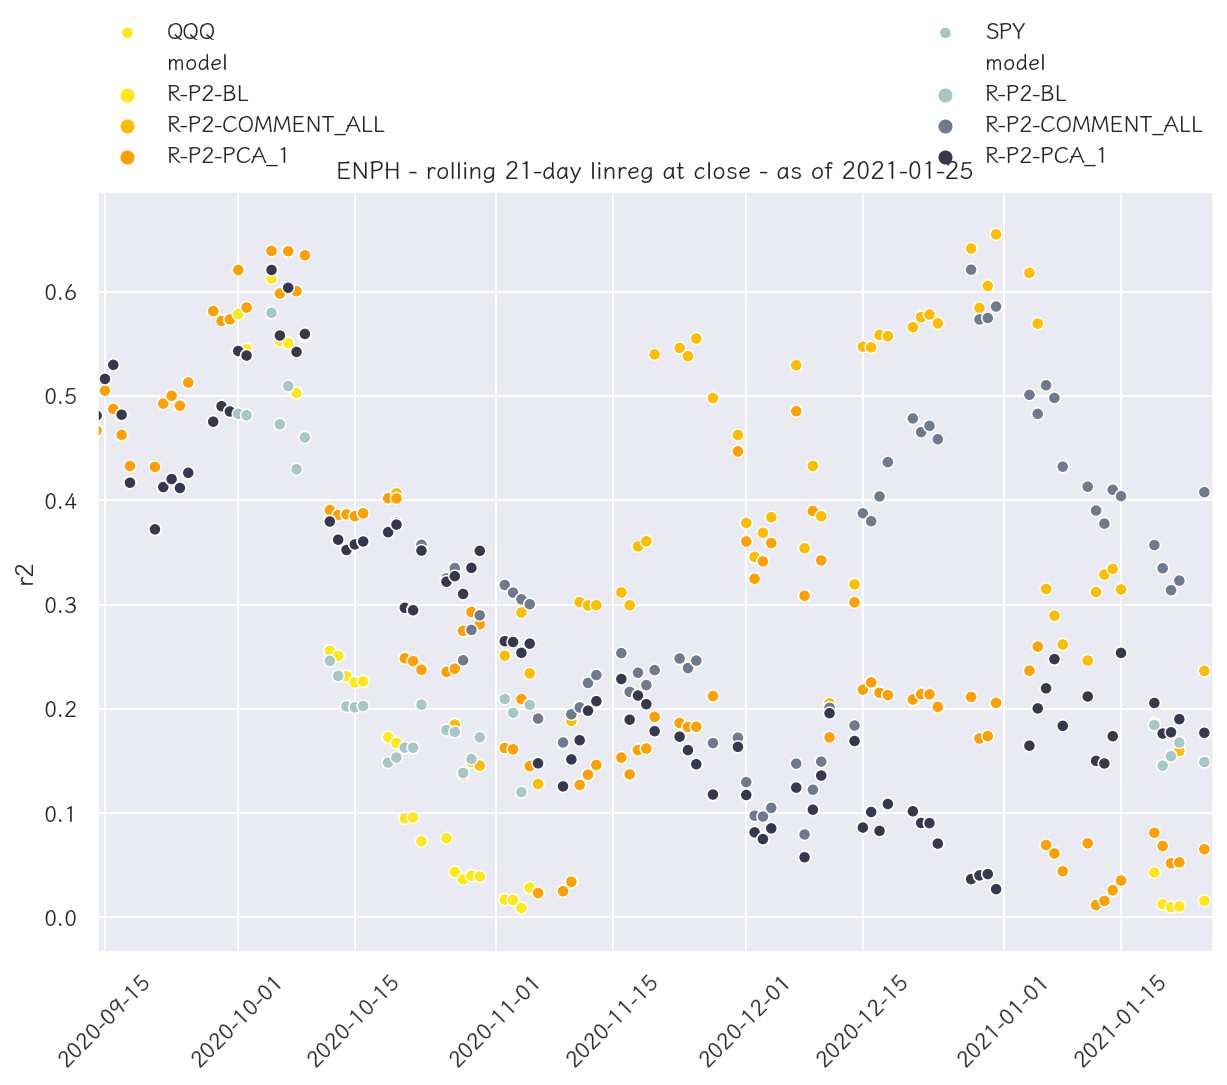 QQQ
model
R-P2-BL
R-P2-COMMENT_ALL
R-P2-PCA_1
SPY
model
R-P2-BL
R-P2-COMMENT_ALL
R-P2-PCA_1
ENPH - rolling 21-day linreg at close - as of 2021-01-25
r2
0.6
0.5
0.4
0.3
0.2
0.1
0.0
2020-09-15
2020-10-01
2020-10-15
2020-11-01
2020-11-15
2020-12-01
2020-12-15
2021-01-01
2021-01-15